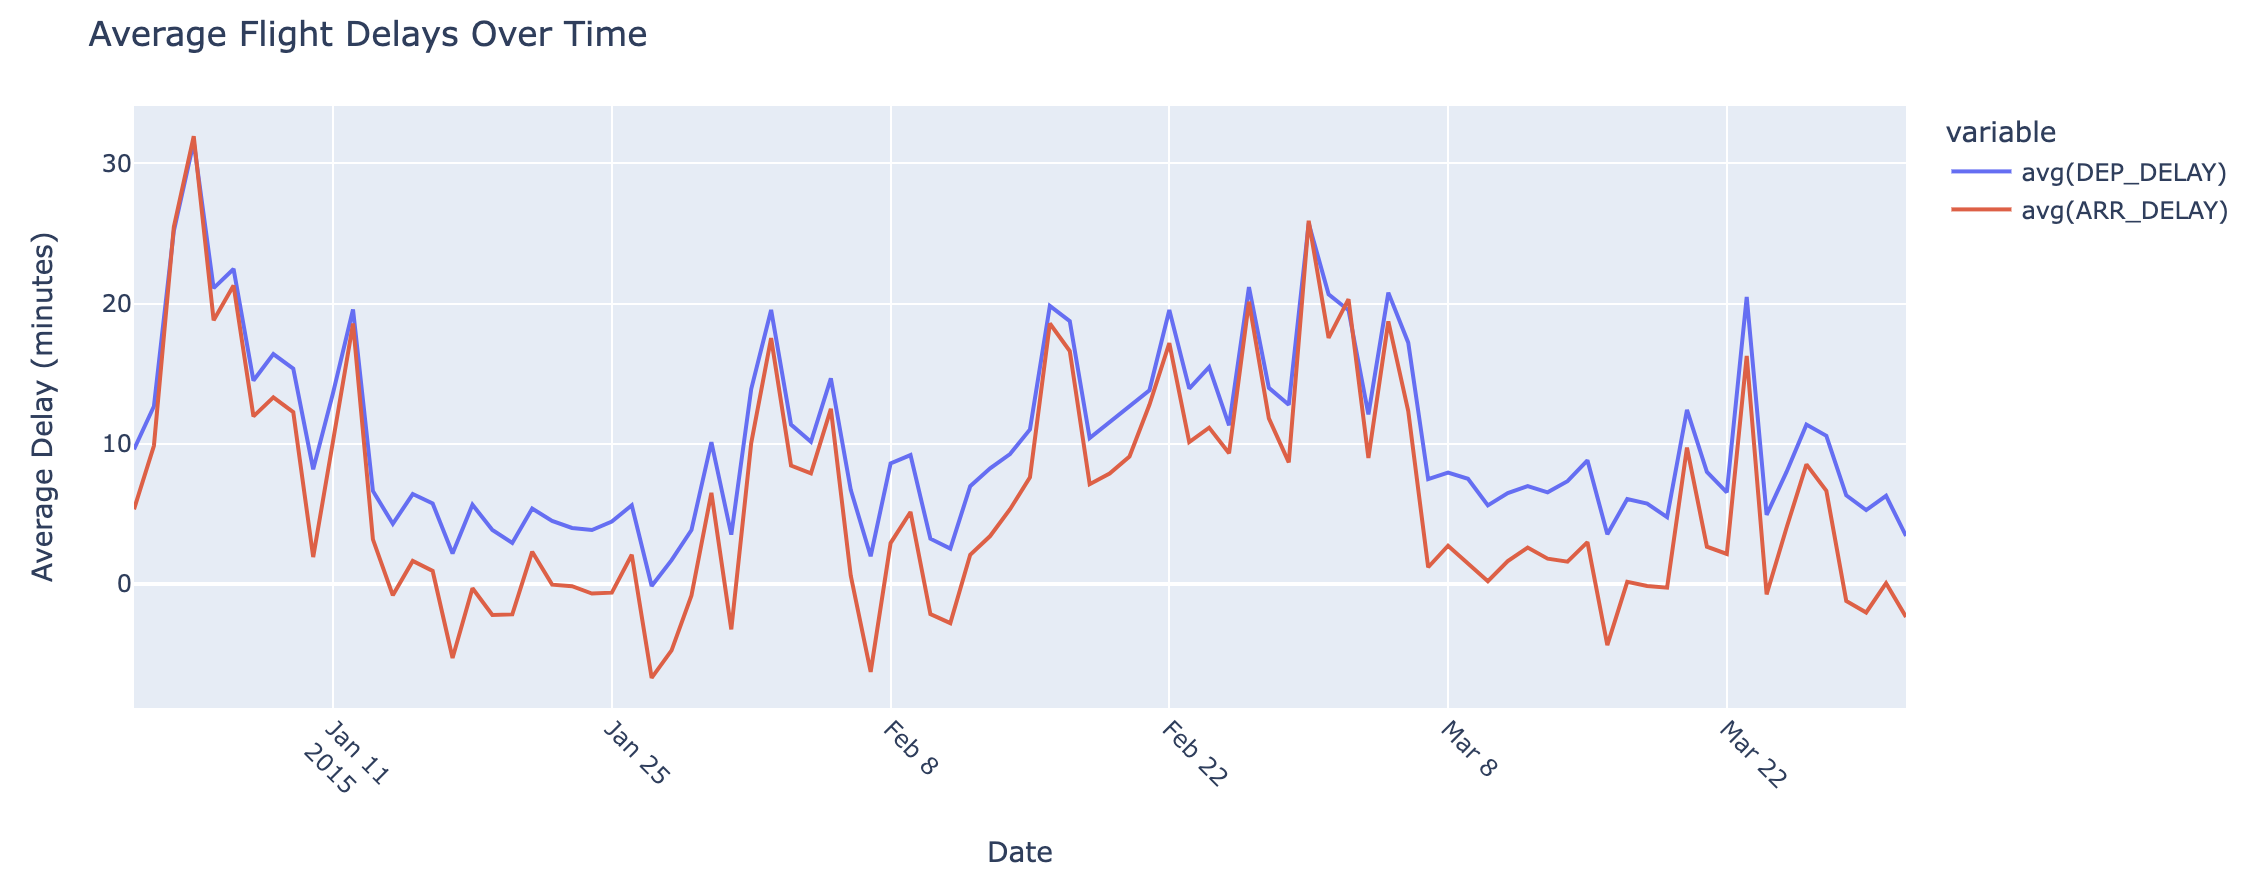 Average Flight Delays Over Time
variable
avg(DEP_DELAY)
avg(ARR_DELAY)
Average Delay (minutes)
30
20
10
0
Jan 11
2015
Jan 25
Feb 8
Feb 22
Mar 8
Mar 22
Date